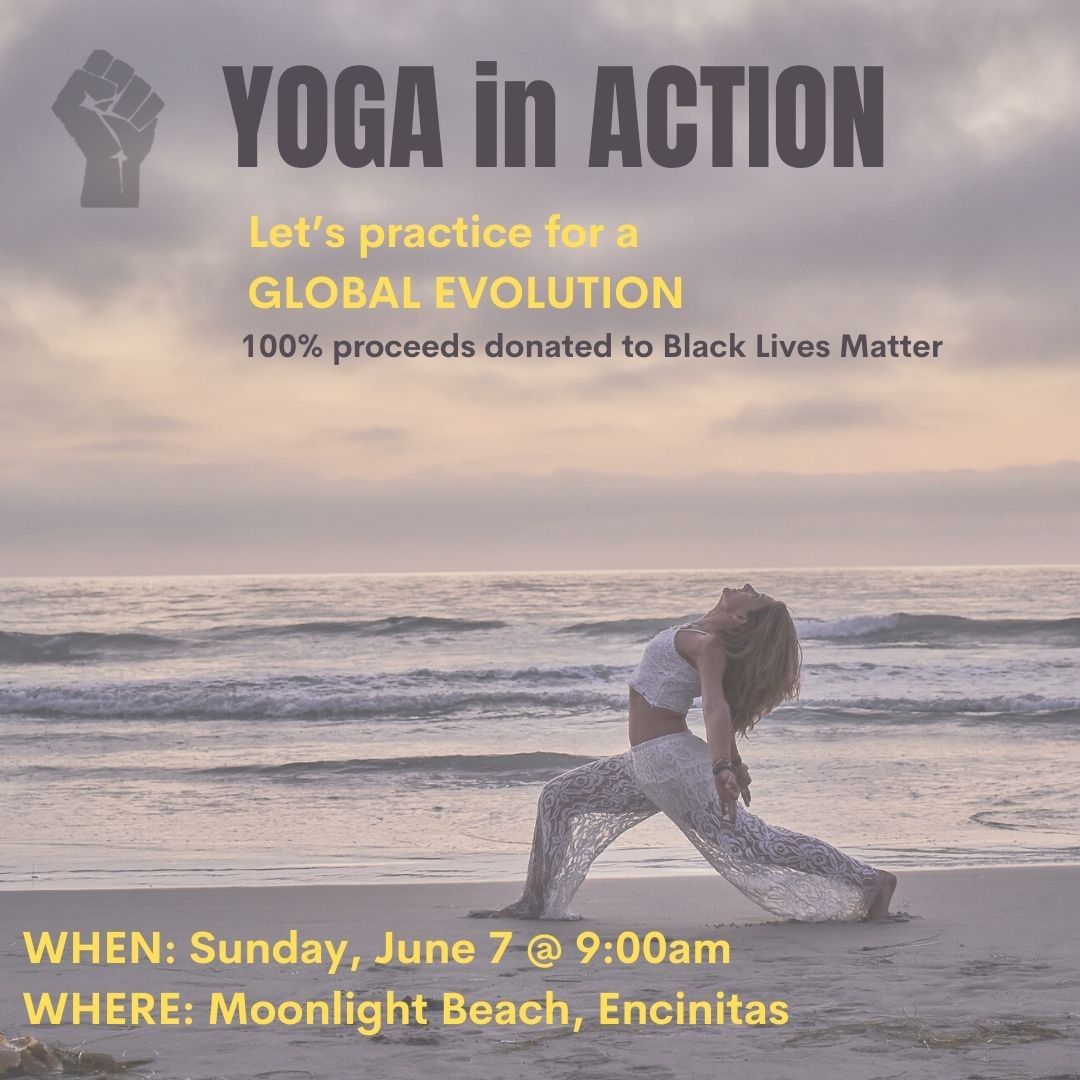 YOGA in ACTION
Let’s practice for a
GLOBAL EVOLUTION
100% proceeds donated to Black Lives Matter
WHEN: Sunday, June 7 @ 9:00am
WHERE: Moonlight Beach, Encinitas